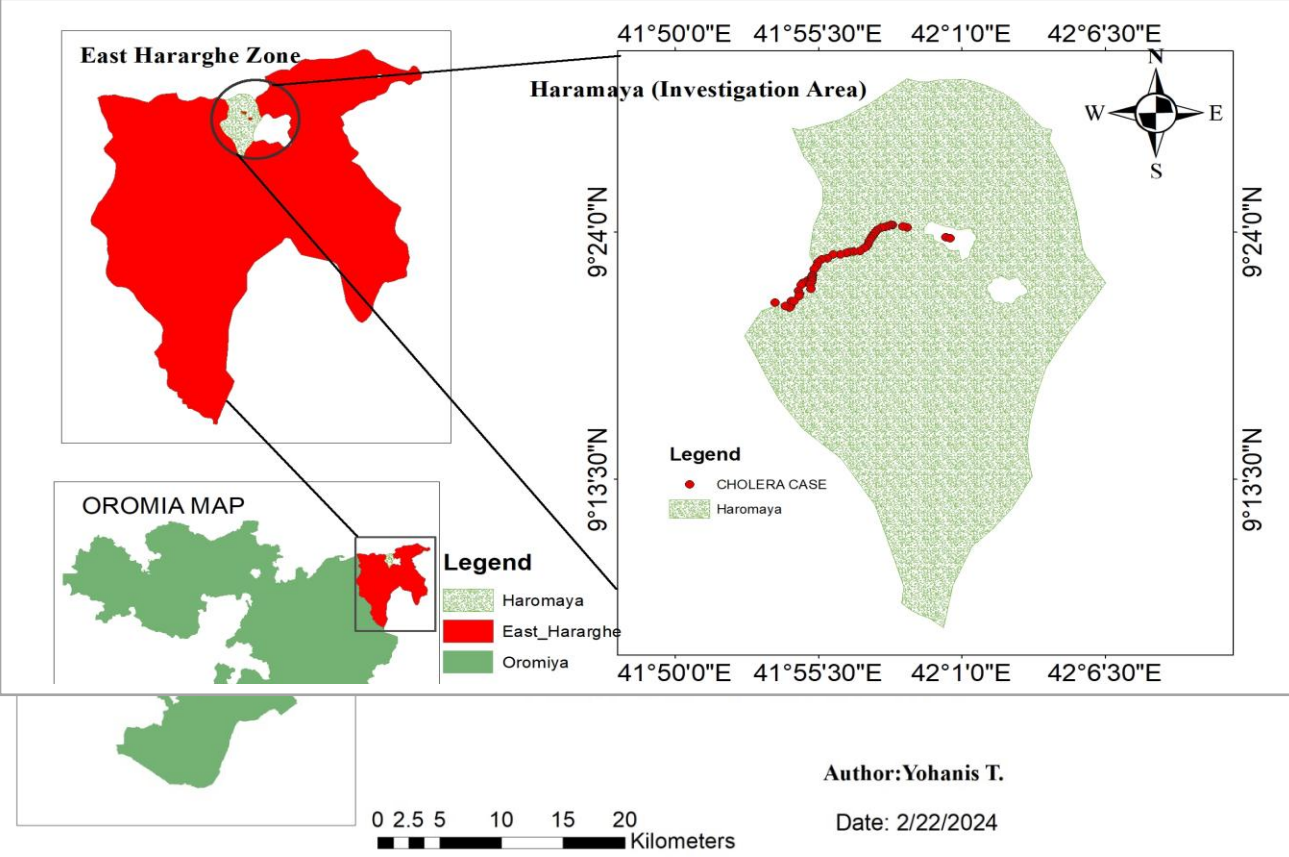 East Hararghe Zone
41°50'0"E 41°55'30"E 42°1'0"E 42°6'30"E
Haramaya (Investigation Area)
N
W E
S
9°24'0"N 9°24'0"N
9°13'30"N 9°13'30"N
Legend
CHOLERA CASE
Haromaya
41°50'0"E 41°55'30"E 42°1'0"E 42°6'30"E
OROMIA MAP
Legend
Haromaya
East_Hararghe
Oromiya
Author:Yohanis T.
Date: 2/22/2024
0 2.5 5 10 15 20
Kilometers